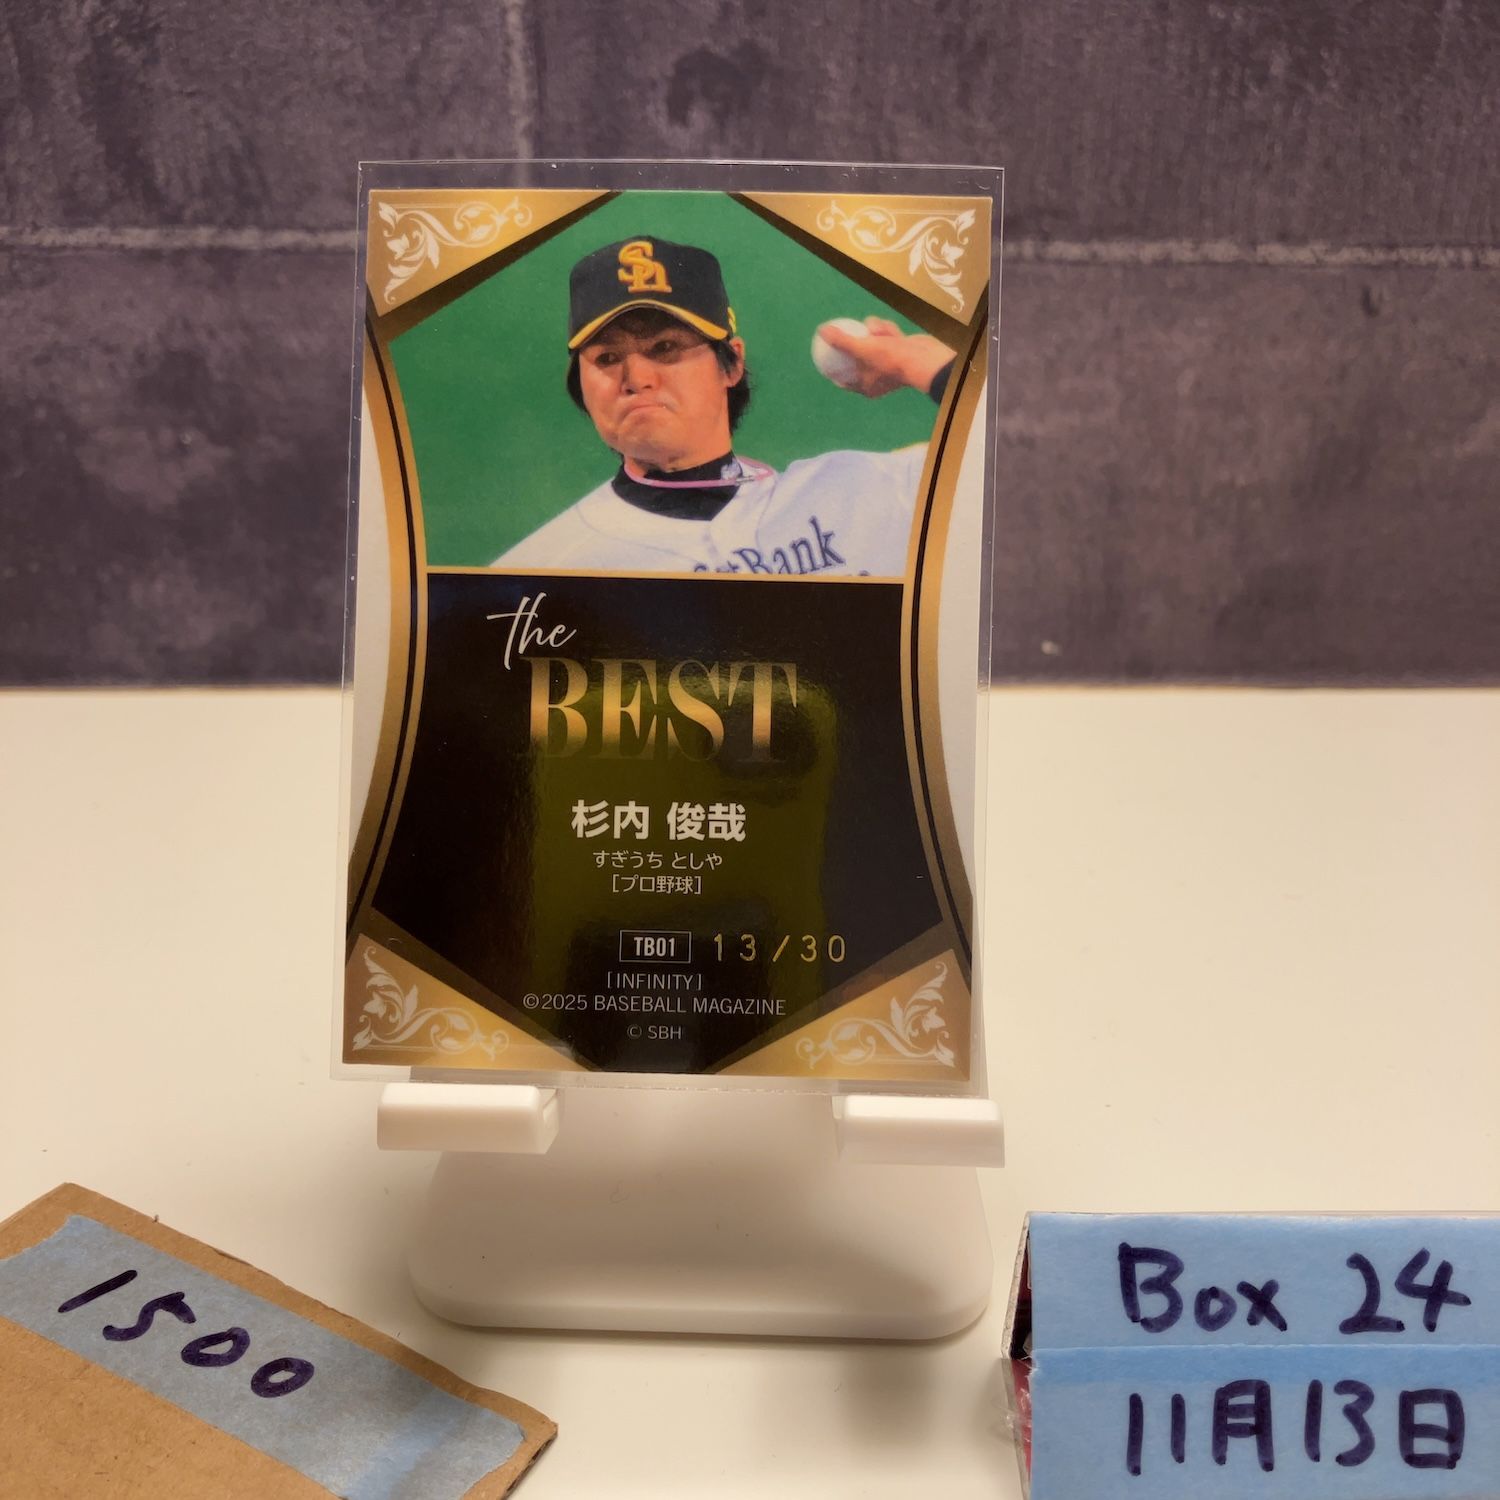 SH
SoftBank
the
BEST
杉内 俊哉
すぎうち としや
[プロ野球]
TB01 13/30
[INFINITY]
©2025 BASEBALL MAGAZINE
© SBH
1500
Box 24
11月13日